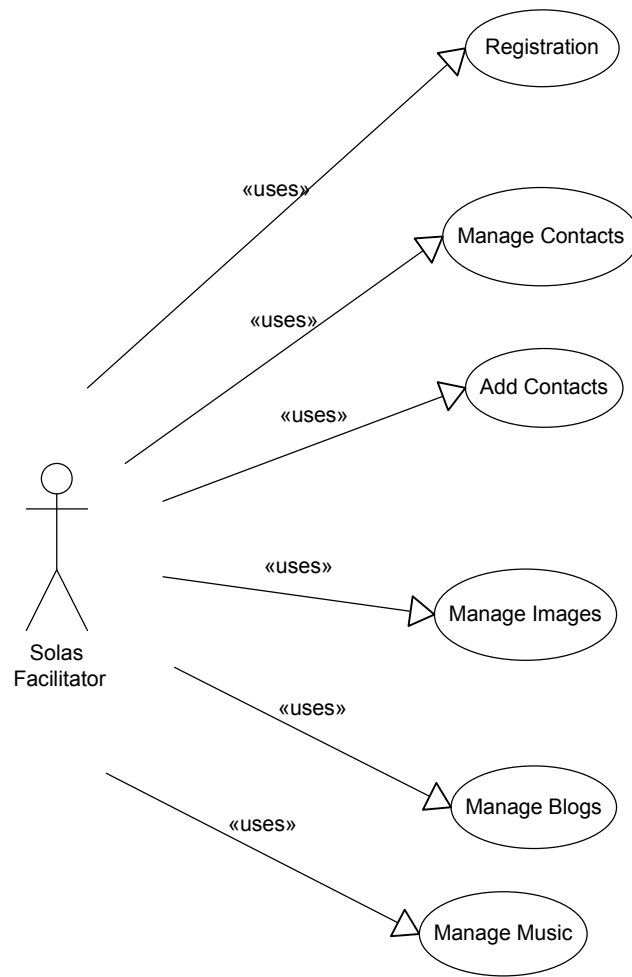 Registration
«uses»
Manage Contacts
«uses»
Add Contacts
«uses»
«uses»
Manage Images
Solas
Facilitator
«uses»
Manage Blogs
«uses»
Manage Music